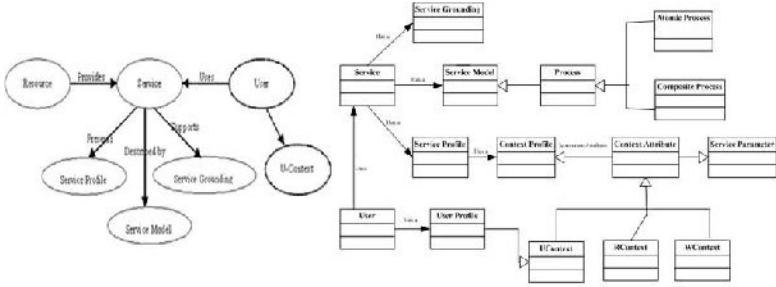 Resource
Provides
Service
Uses
User
Presents
Described by
Supports
U-Context
Service Profile
Service Grounding
Service Model
Service Grounding
Atomic Process
Service
Service Model
Process
Composite Process
Service Profile
Context Profile
Context Attribute
Service Parameter
User
User Profile
UContext
RContext
WContext